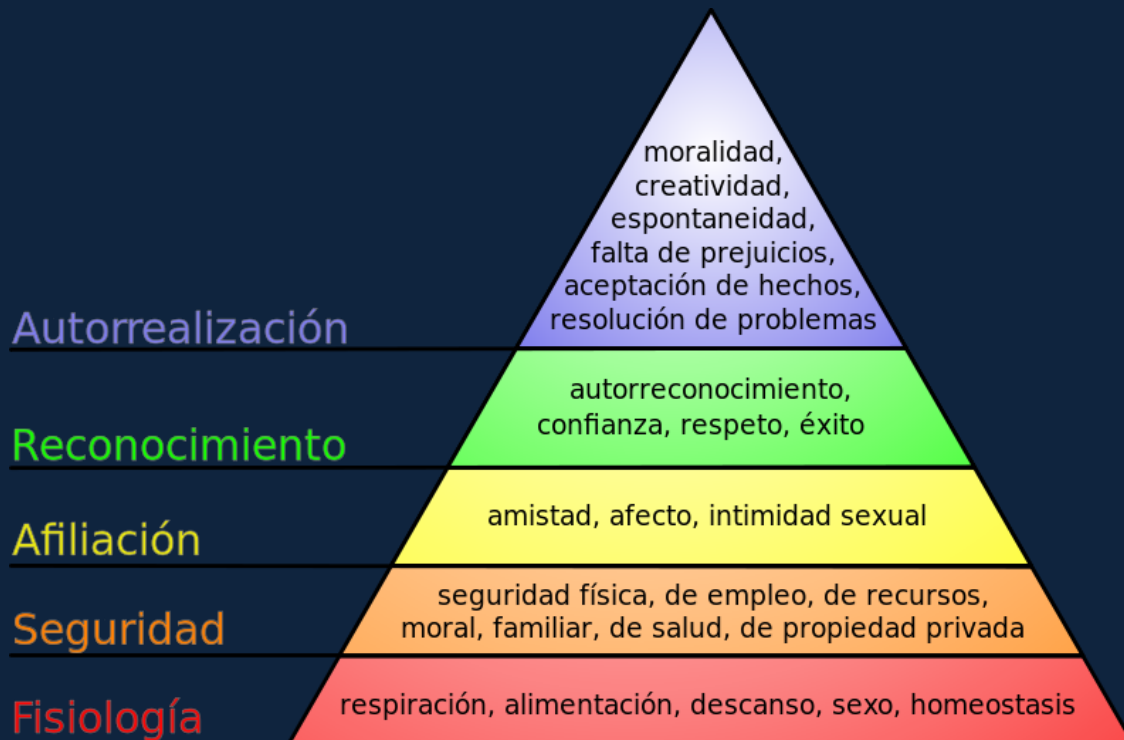 moralidad,
creatividad,
espontaneidad,
falta de prejuicios,
aceptación de hechos,
resolución de problemas
Autorrealización
autorreconocimiento,
confianza, respeto, éxito
Reconocimiento
amistad, afecto, intimidad sexual
Afiliación
seguridad física, de empleo, de recursos,
moral, familiar, de salud, de propiedad privada
Seguridad
respiración, alimentación, descanso, sexo, homeostasis
Fisiología